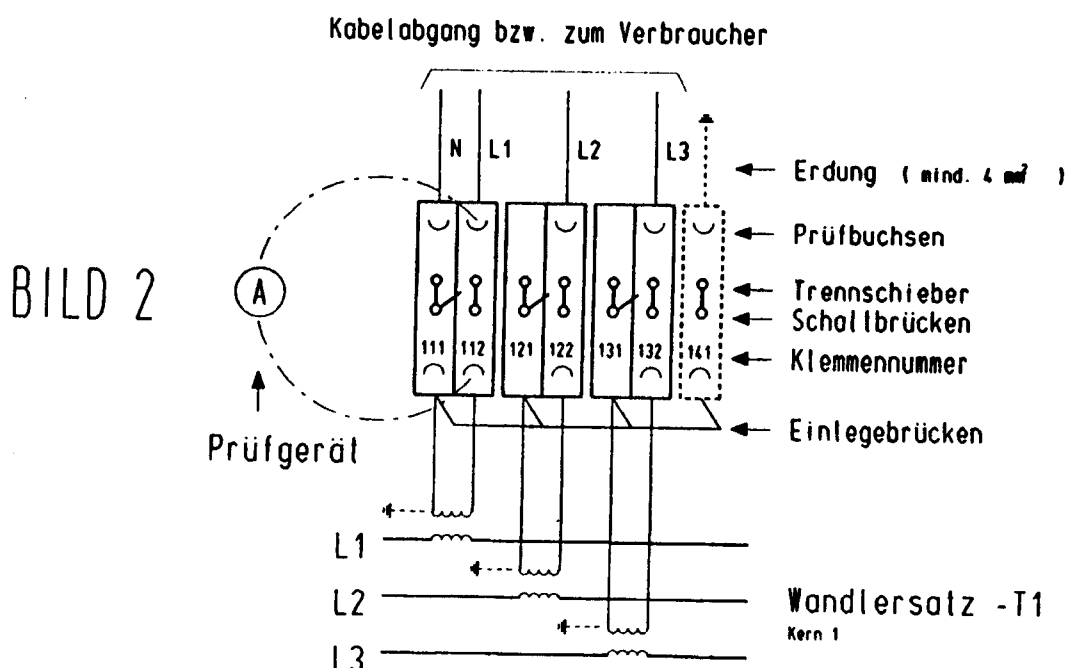 Kabelabgang bzw. zum Verbraucher
N L1 L2 L3
Erdung ( mind. 4 mm² )
Prüfbuchsen
BILD 2
A
Trennschieber
Schaltbrücken
111 112 121 122 131 132 141
Klemmennummer
Prüfgerät
Einlegebrücken
L1
L2
Wandlersatz -T1
Kern 1
L3